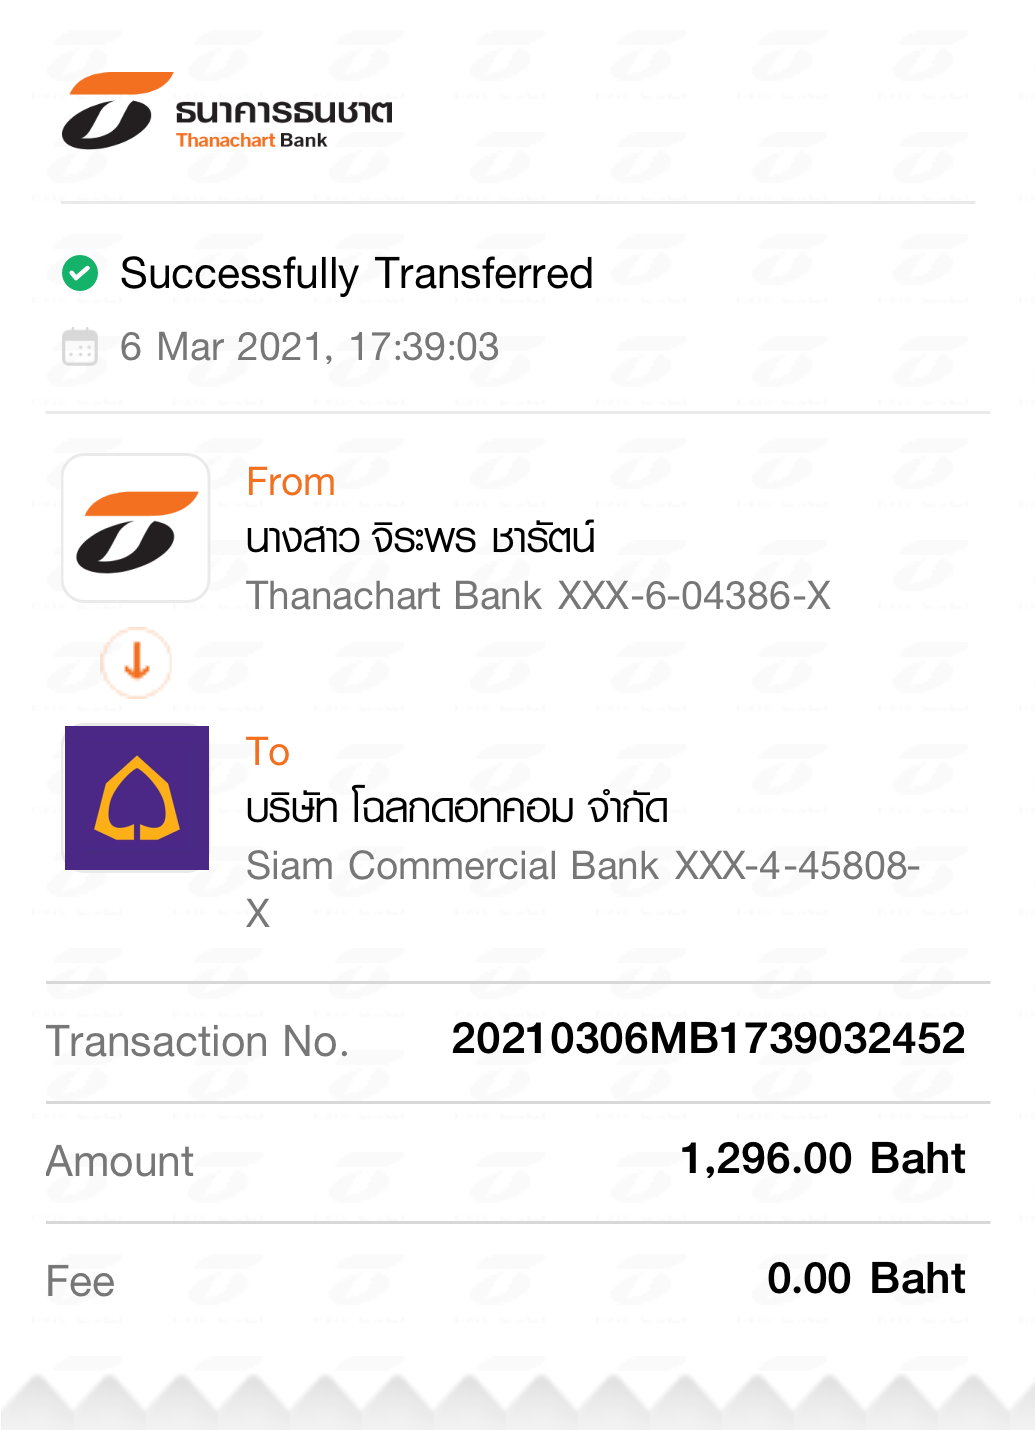 ธนาคารธนชาต
Thanachart Bank
Successfully Transferred
6 Mar 2021, 17:39:03
From
นางสาว จิระพร ชารัตน์
Thanachart Bank XXX-6-04386-X
To
บริษัท โฉลกดอทคอม จำกัด
Siam Commercial Bank XXX-4-45808-
X
Transaction No. 20210306MB1739032452
Amount 1,296.00 Baht
Fee 0.00 Baht